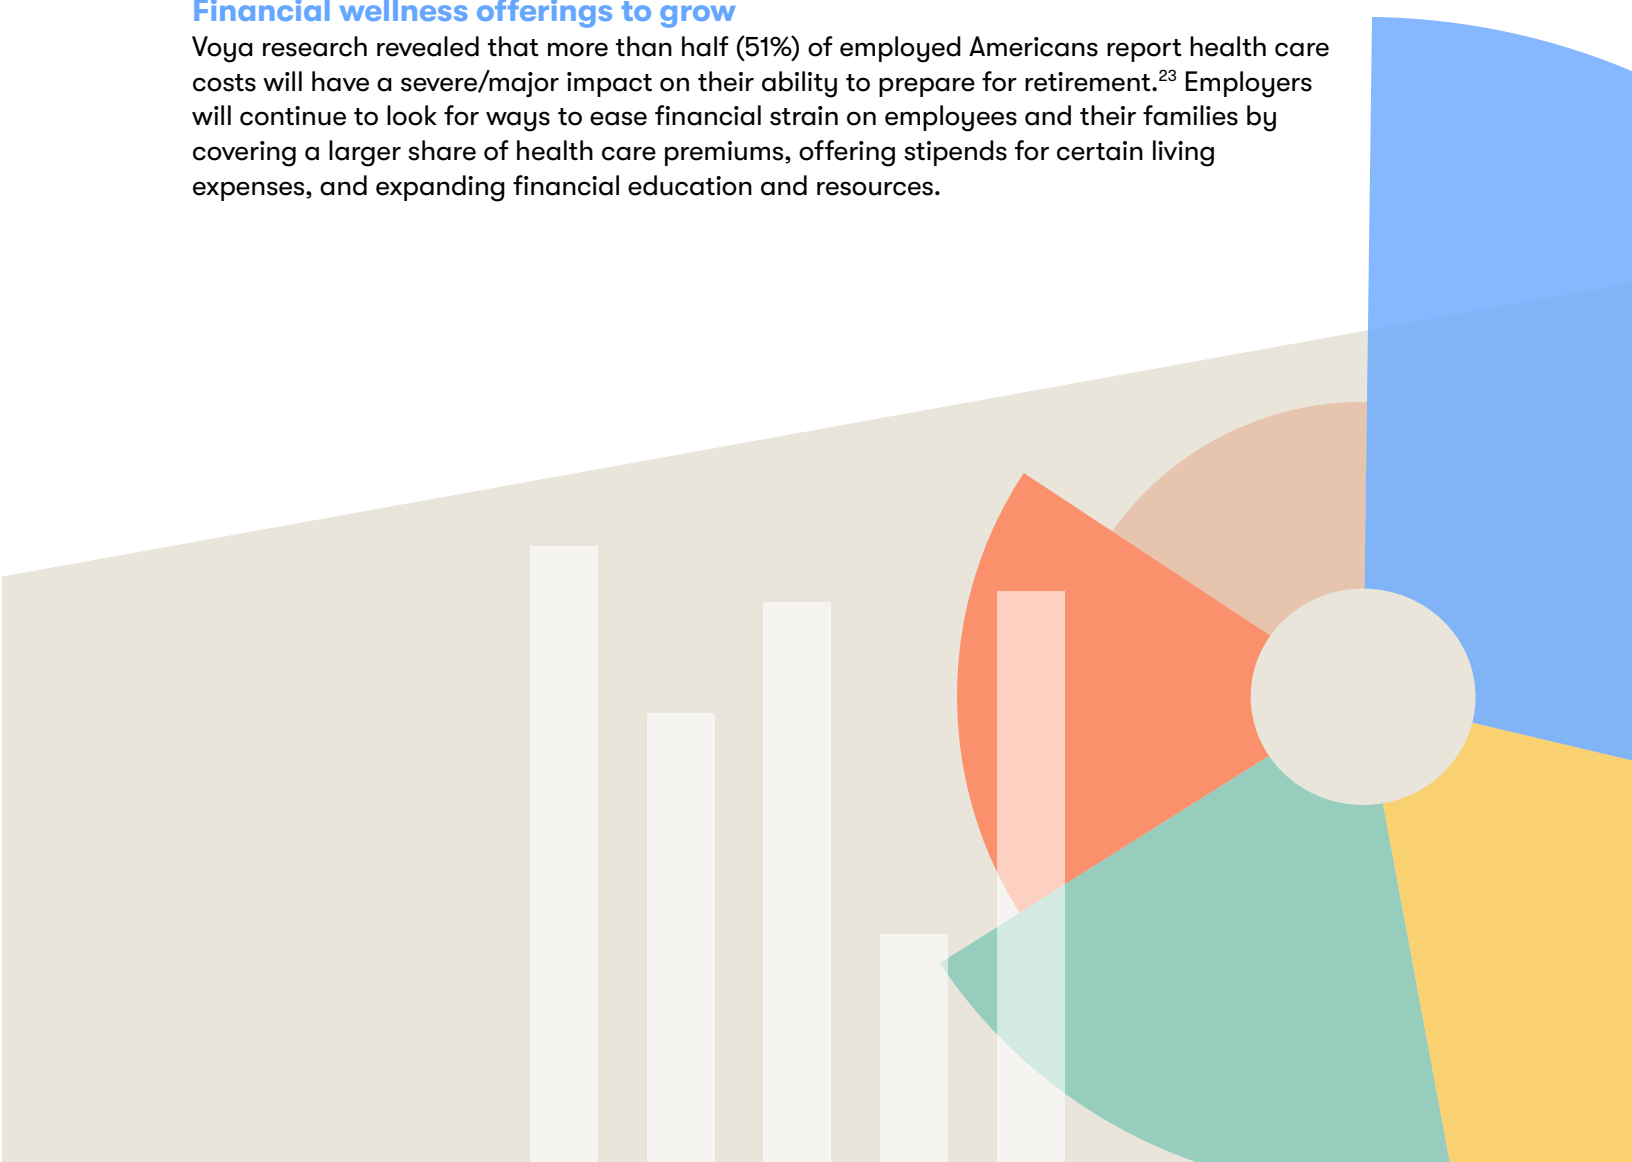 Financial wellness offerings to grow
Voya research revealed that more than half (51%) of employed Americans report health care
costs will have a severe/major impact on their ability to prepare for retirement.²³ Employers
will continue to look for ways to ease financial strain on employees and their families by
covering a larger share of health care premiums, offering stipends for certain living
expenses, and expanding financial education and resources.